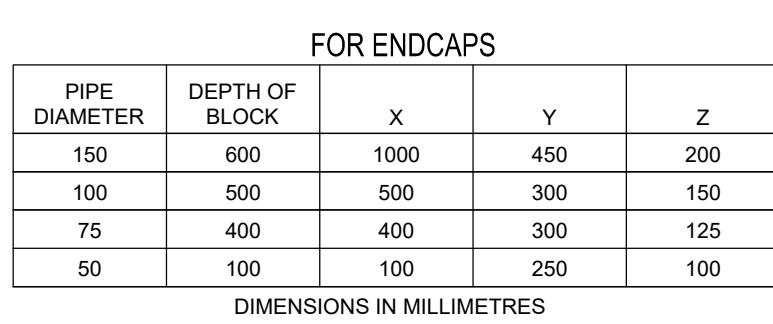 FOR ENDCAPS
PIPE DIAMETER DEPTH OF BLOCK X Y Z
150 600 1000 450 200
100 500 500 300 150
75 400 400 300 125
50 100 100 250 100
DIMENSIONS IN MILLIMETRES